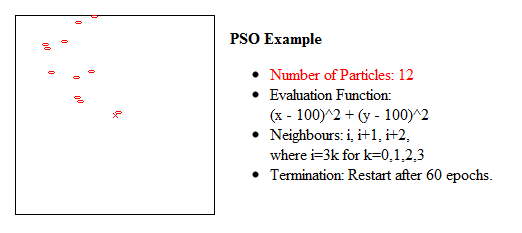 PSO Example
Number of Particles: 12
Evaluation Function:
(x - 100)^2 + (y - 100)^2
Neighbours: i, i+1, i+2,
where i=3k for k=0,1,2,3
Termination: Restart after 60 epochs.